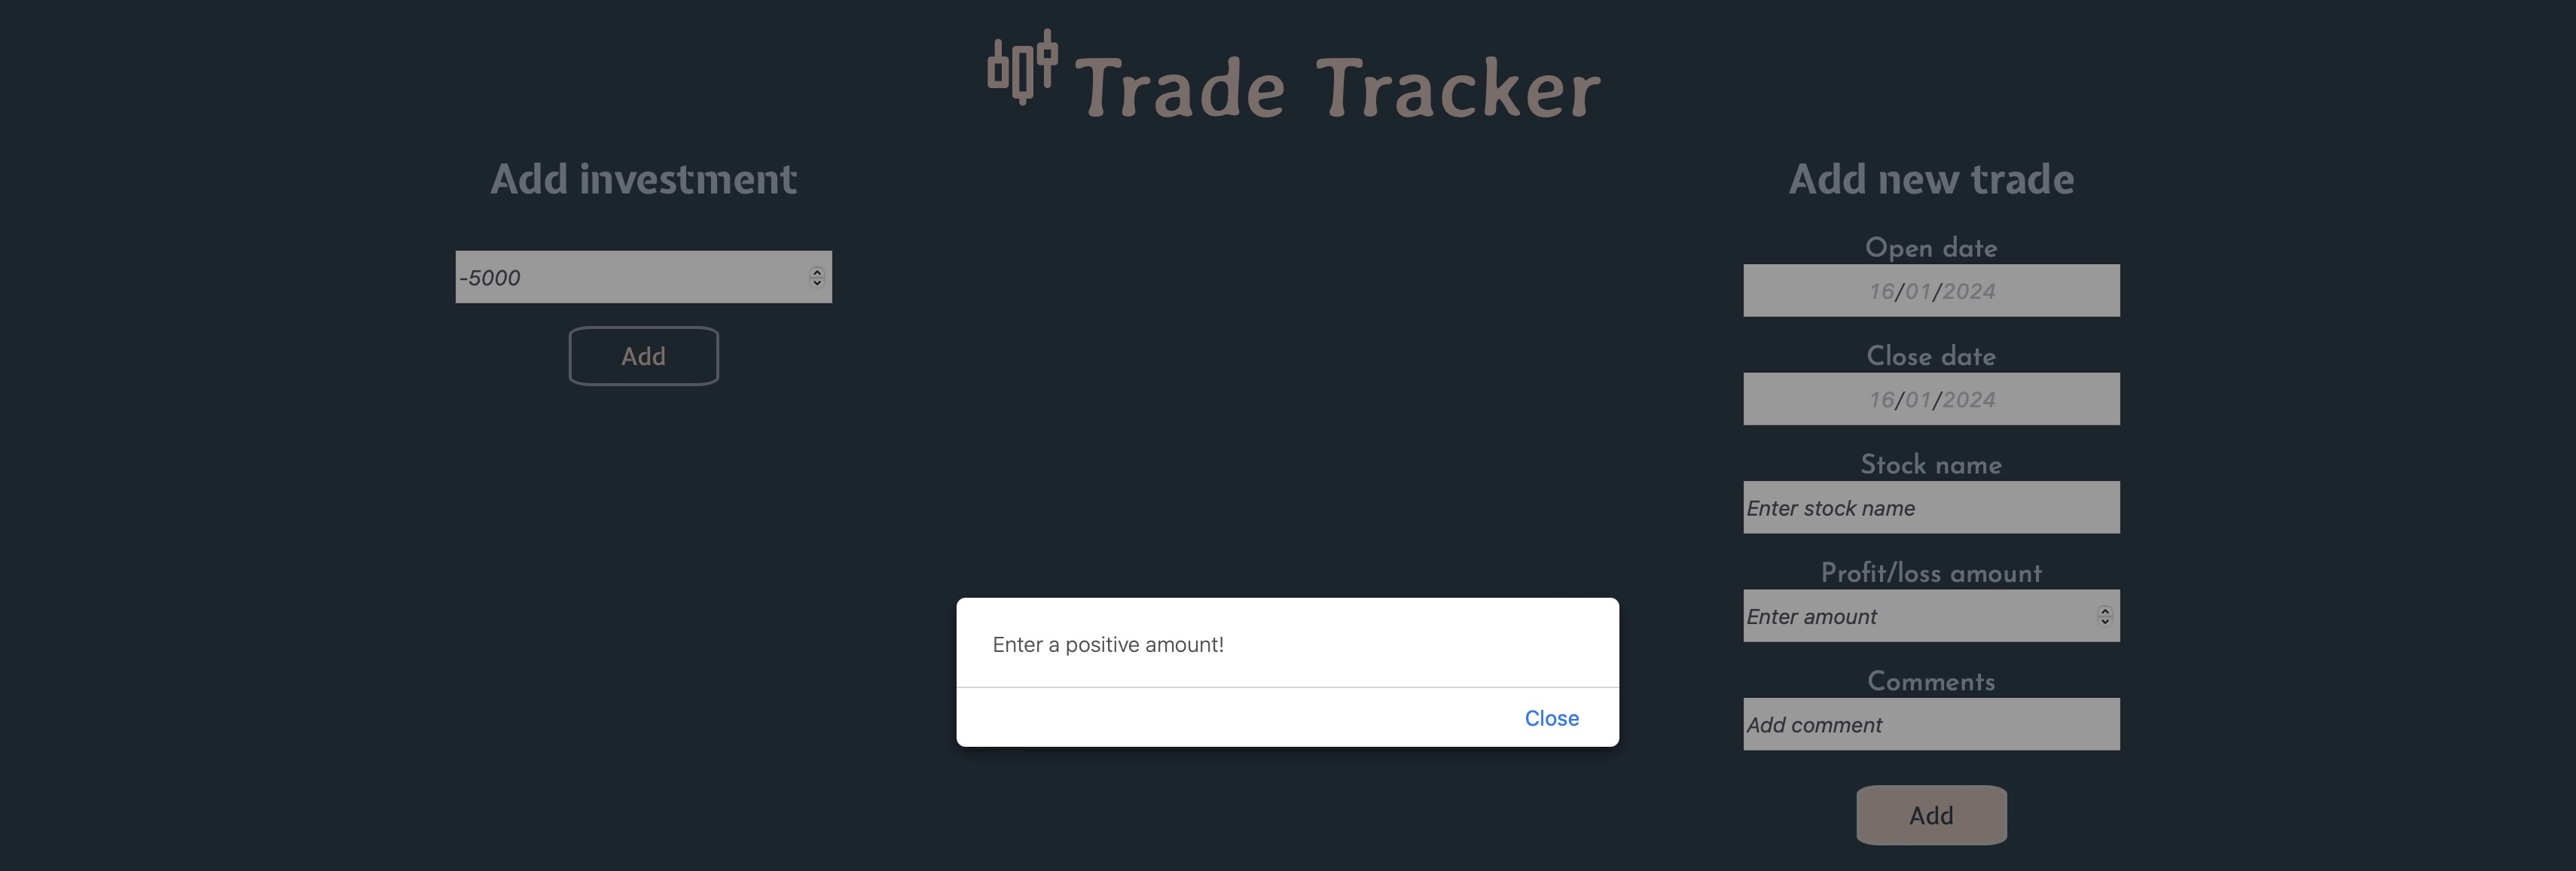 Trade Tracker
Add investment
-5000
Add
Add new trade
Open date
16/01/2024
Close date
16/01/2024
Stock name
Enter stock name
Profit/loss amount
Enter amount
Comments
Add comment
Add
Enter a positive amount!
Close